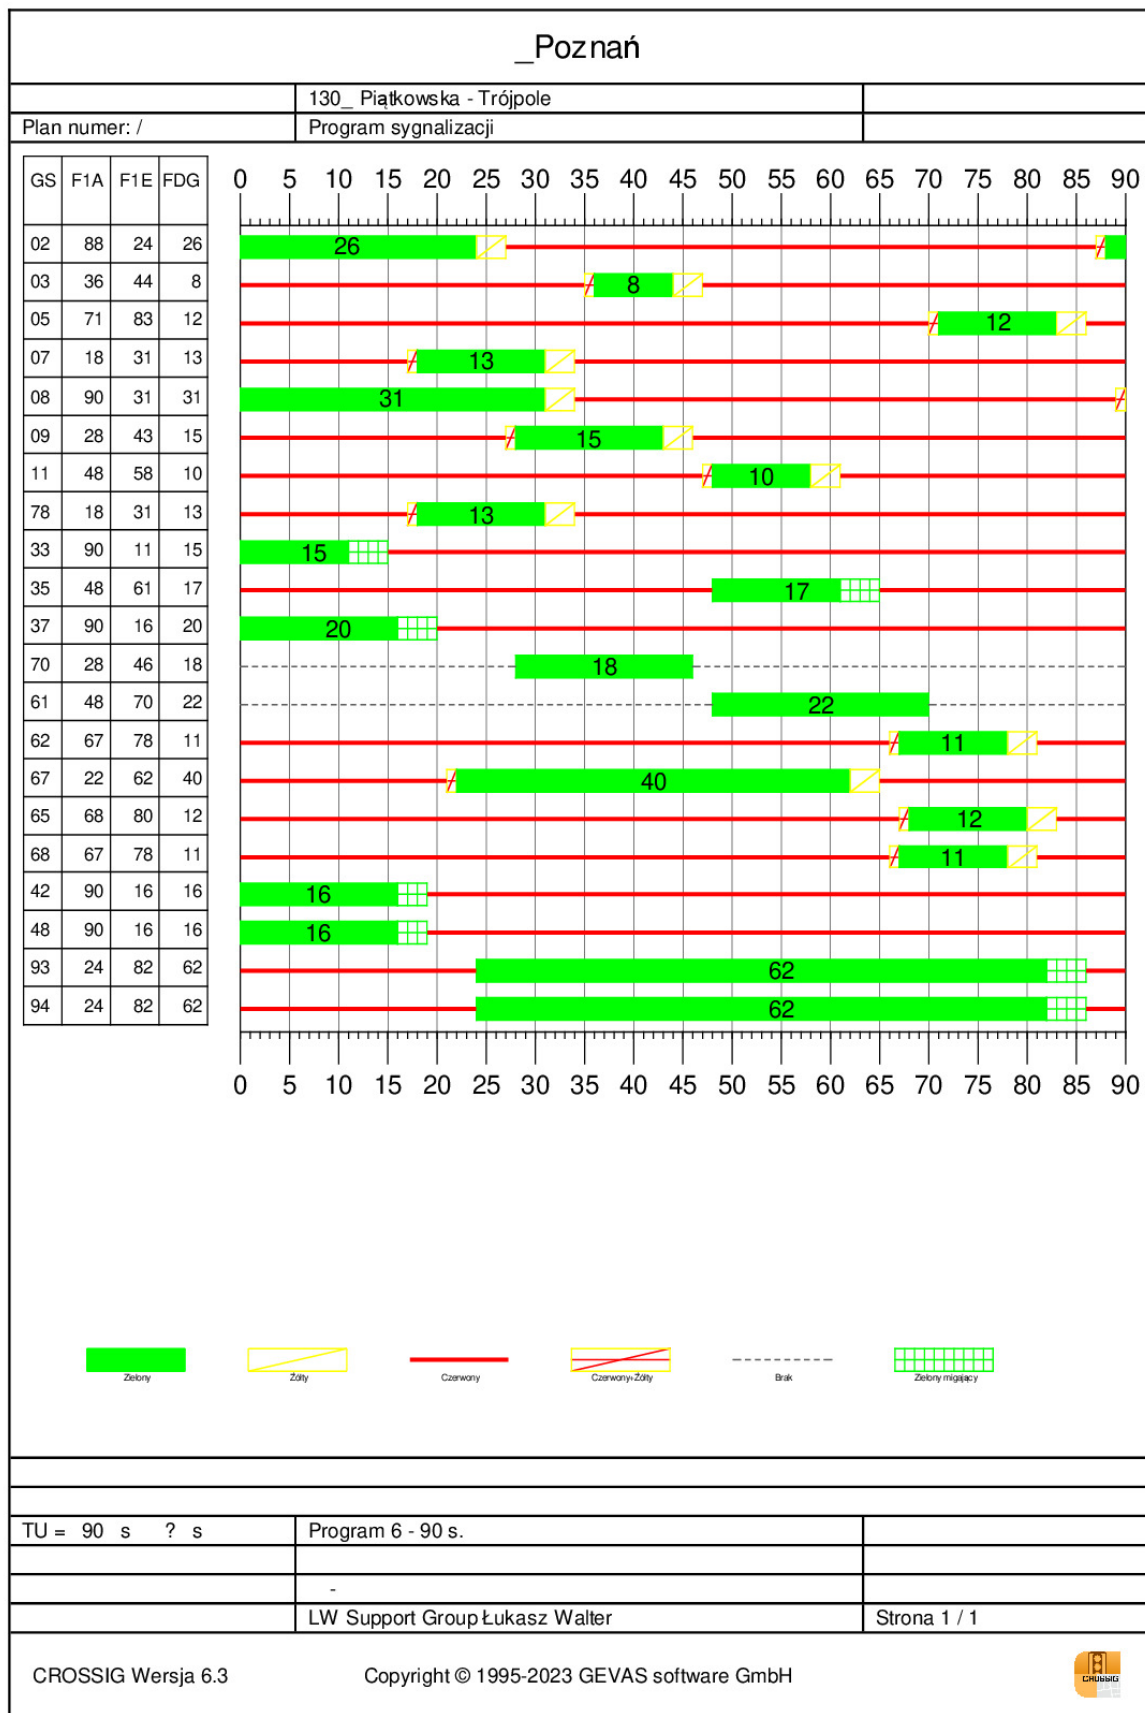 _Poznań
130_ Piątkowska - Trójpole
Plan numer: / Program sygnalizacji
GS F1A F1E FDG 0 5 10 15 20 25 30 35 40 45 50 55 60 65 70 75 80 85 90
02 88 24 26 26
03 36 44 8 8
05 71 83 12 12
07 18 31 13 13
08 90 31 31 31
09 28 43 15 15
11 48 58 10 10
78 18 31 13 13
33 90 11 15 15
35 48 61 17 17
37 90 16 20 20
70 28 46 18 18
61 48 70 22 22
62 67 78 11 11
67 22 62 40 40
65 68 80 12 12
68 67 78 11 11
42 90 16 16 16
48 90 16 16 16
93 24 82 62 62
94 24 82 62 62
0 5 10 15 20 25 30 35 40 45 50 55 60 65 70 75 80 85 90
Zielony Żółty Czerwony Czerwony+Żółty Brak Zielony migający
TU = 90 s ? s Program 6 - 90 s.
-
LW Support Group Łukasz Walter Strona 1 / 1
CROSSIG Wersja 6.3 Copyright © 1995-2023 GEVAS software GmbH
CROSSIG